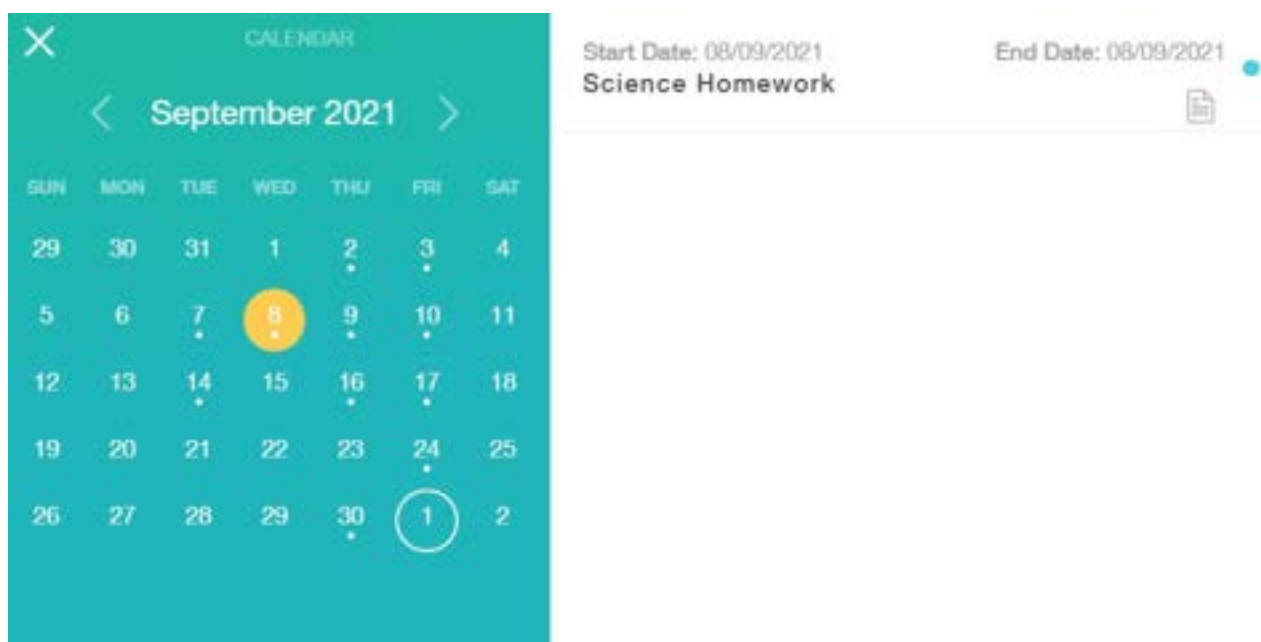 CALENDAR
September 2021
SUN MON TUE WED THU FRI SAT
29 30 31 1 2 3 4
5 6 7 8 9 10 11
12 13 14 15 16 17 18
19 20 21 22 23 24 25
26 27 28 29 30 1 2
Start Date: 08/09/2021 End Date: 08/09/2021
Science Homework